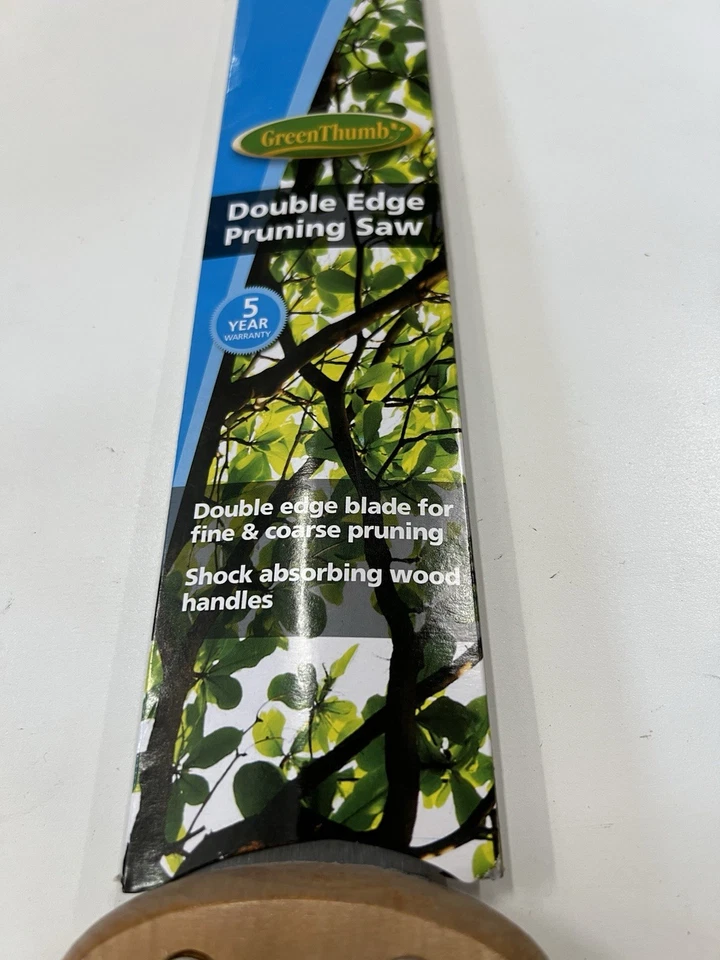 GreenThumb
Double Edge
Pruning Saw
5
YEAR
WARRANTY
Double edge blade for
fine & coarse pruning
Shock absorbing wood
handles